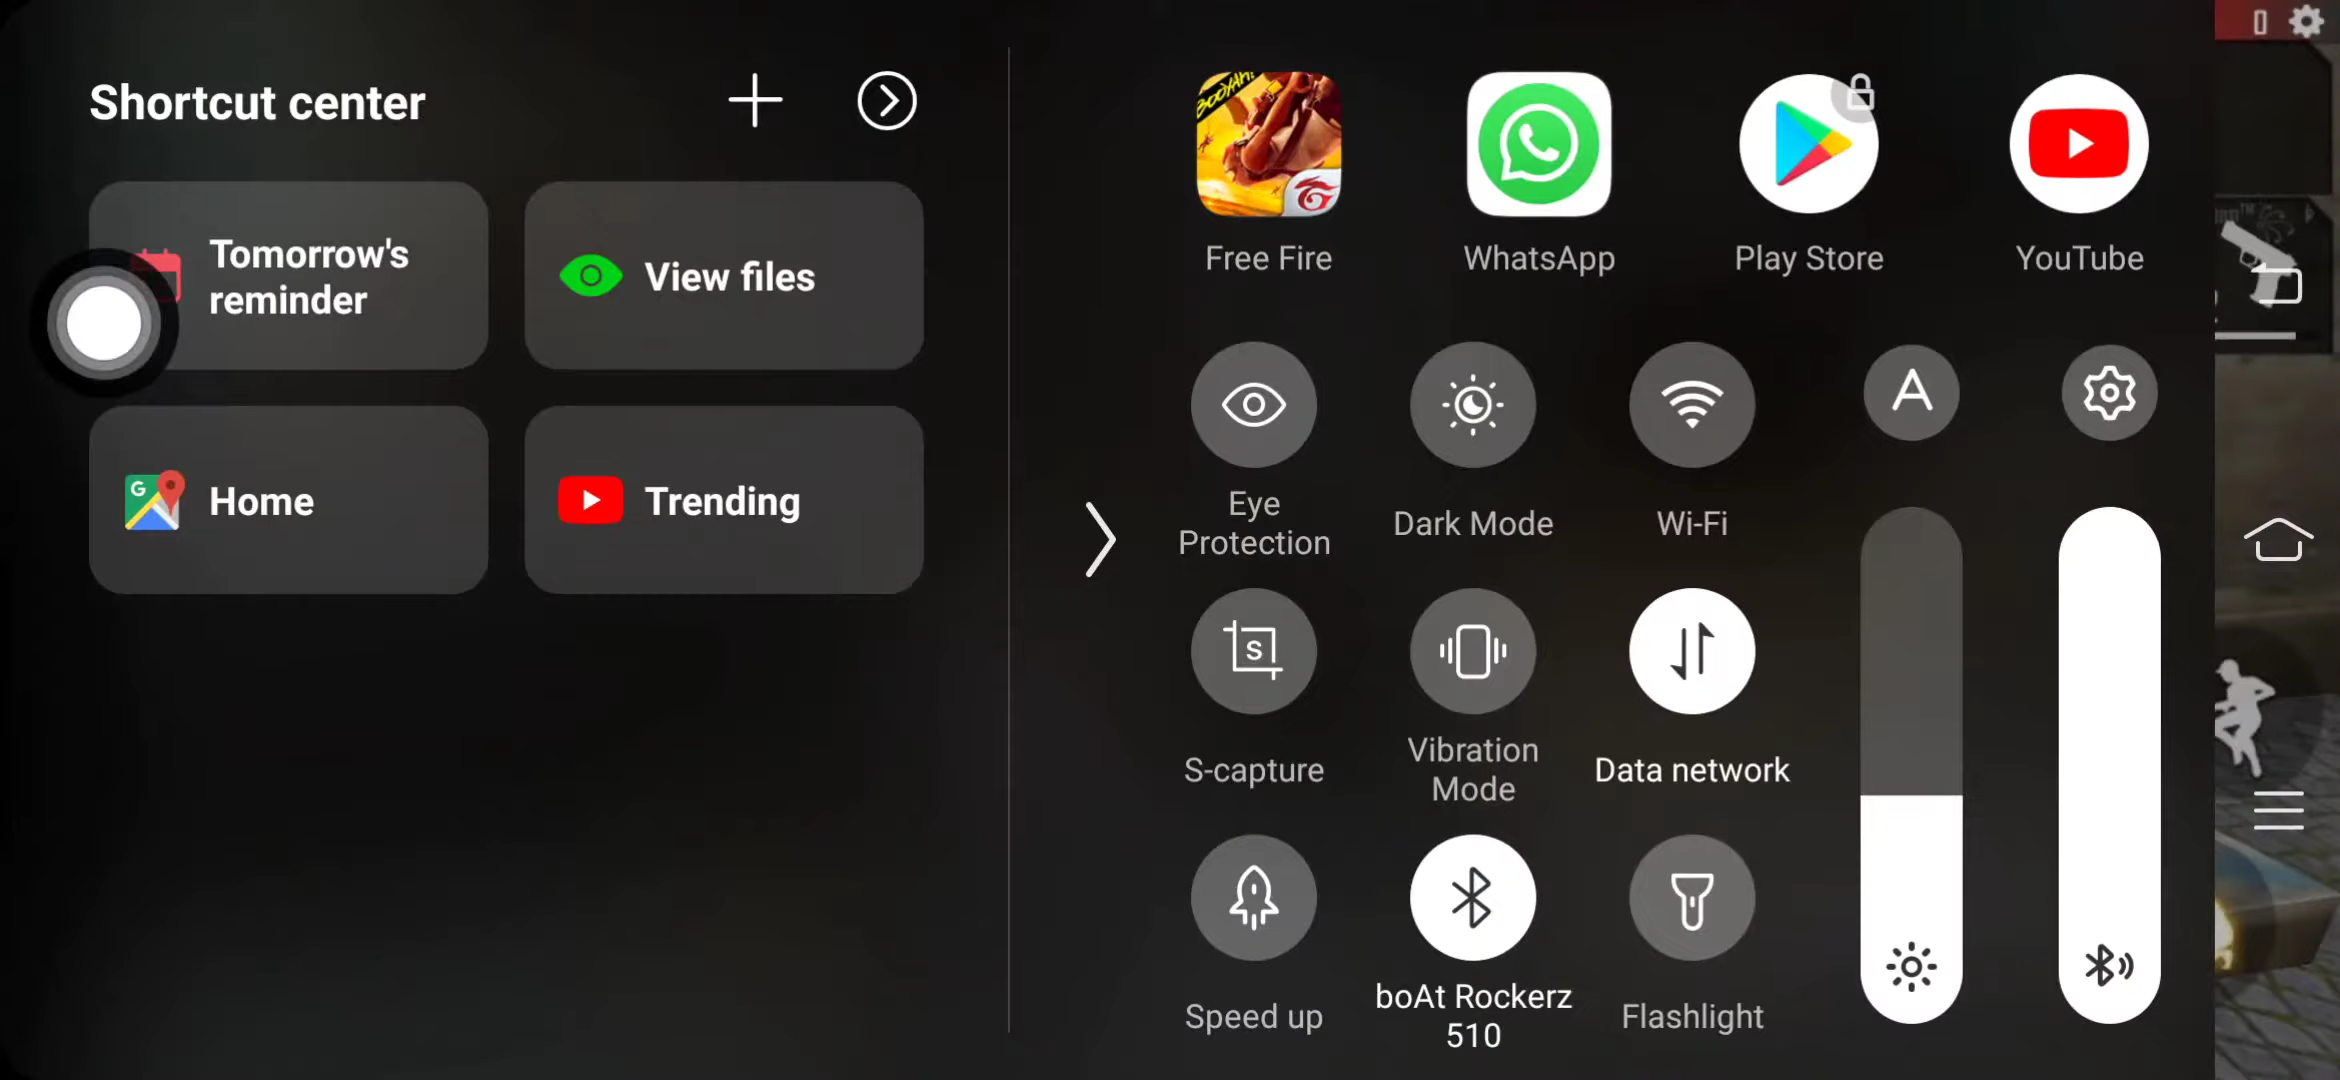 Shortcut center
Tomorrow's
reminder
View files
Home
Trending
BOOYAH!
Free Fire
WhatsApp
Play Store
YouTube
Eye
Protection
Dark Mode
Wi-Fi
A
S
S-capture
Vibration
Mode
Data network
Speed up
boAt Rockerz
510
Flashlight
G